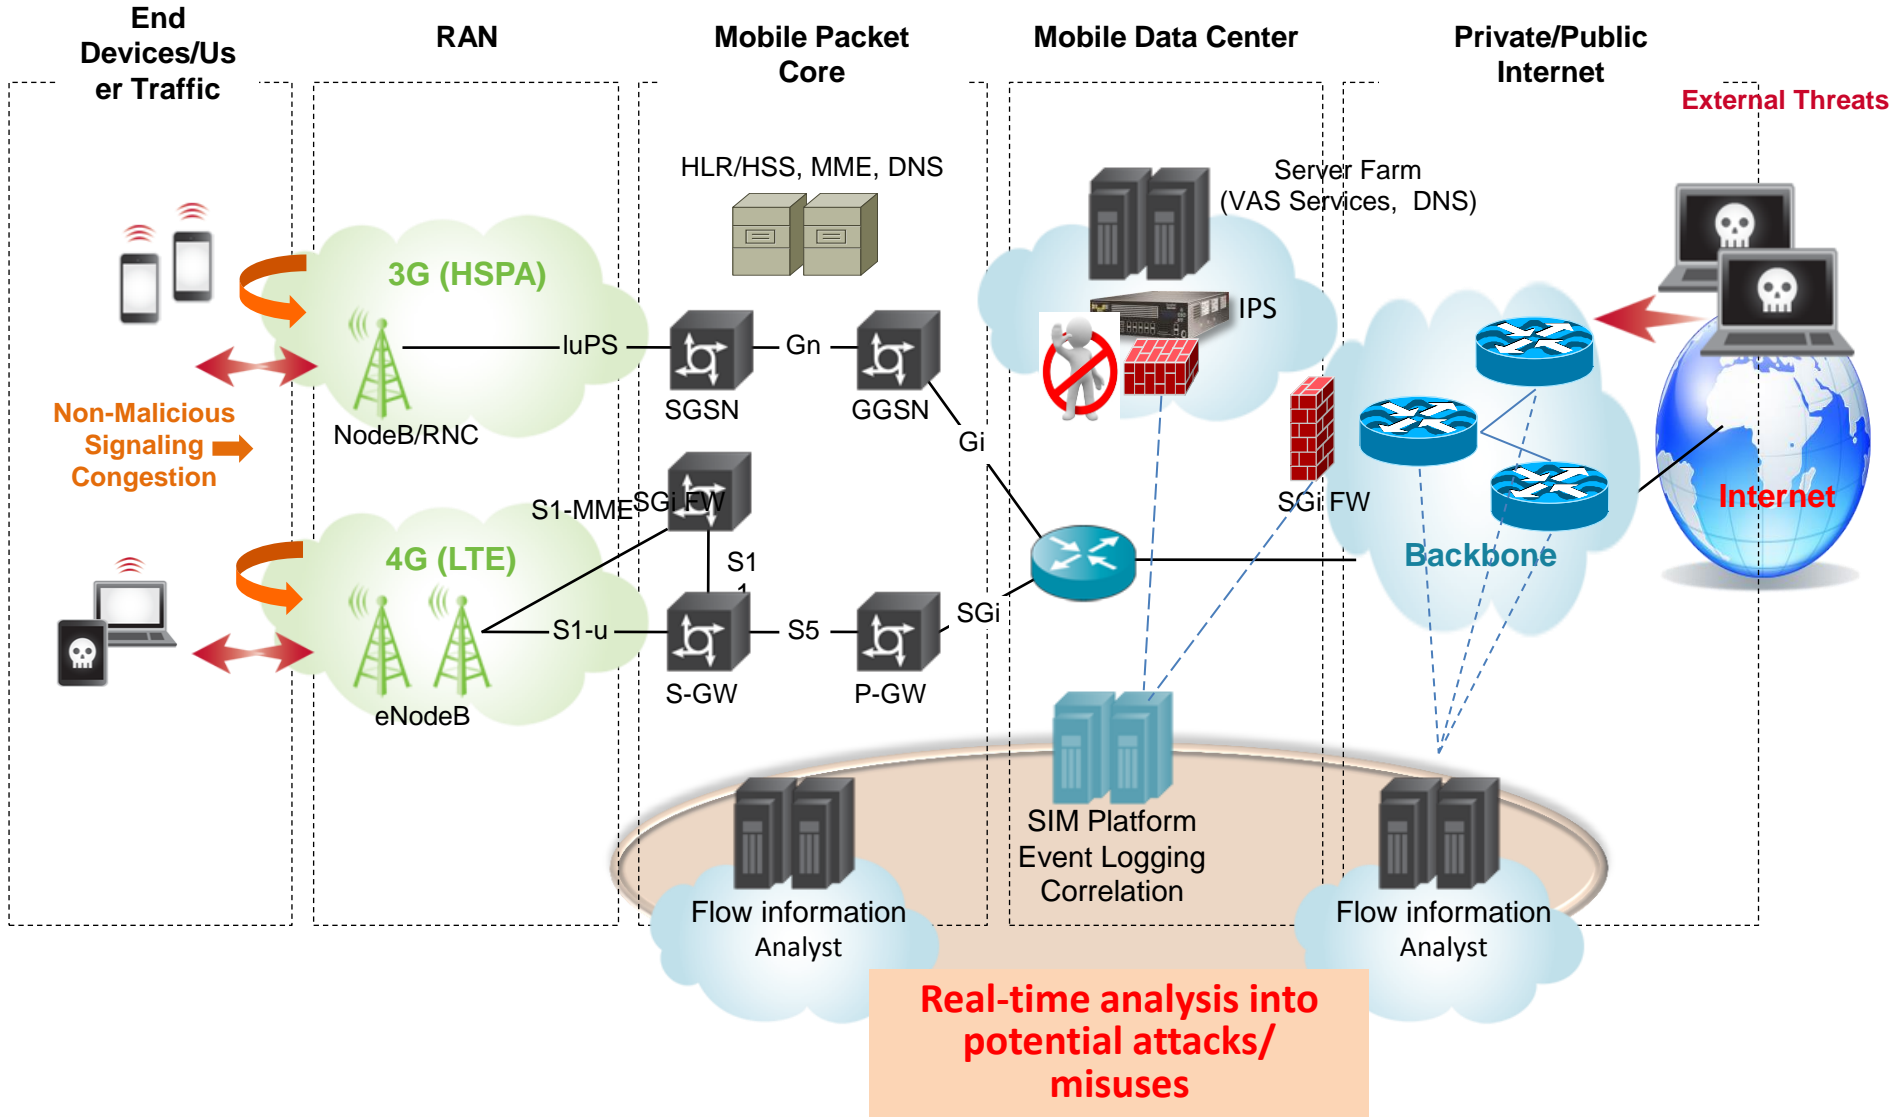 End
Devices/Us
er Traffic
RAN
Mobile Packet
Core
Mobile Data Center
Private/Public
Internet
External Threats
HLR/HSS, MME, DNS
Server Farm
(VAS Services,  DNS)
3G (HSPA)
IPS
IuPS
Gn
SGSN
GGSN
NodeB/RNC
Non-Malicious
Signaling
Congestion
Gi
S1-MME
SGi FW
SGi FW
Internet
4G (LTE)
S1
1
Backbone
S1-u
S5
SGi
S-GW
P-GW
eNodeB
SIM Platform
Event Logging
Correlation
Flow information
Analyst
Flow information
Analyst
Real-time analysis into
potential attacks/
misuses